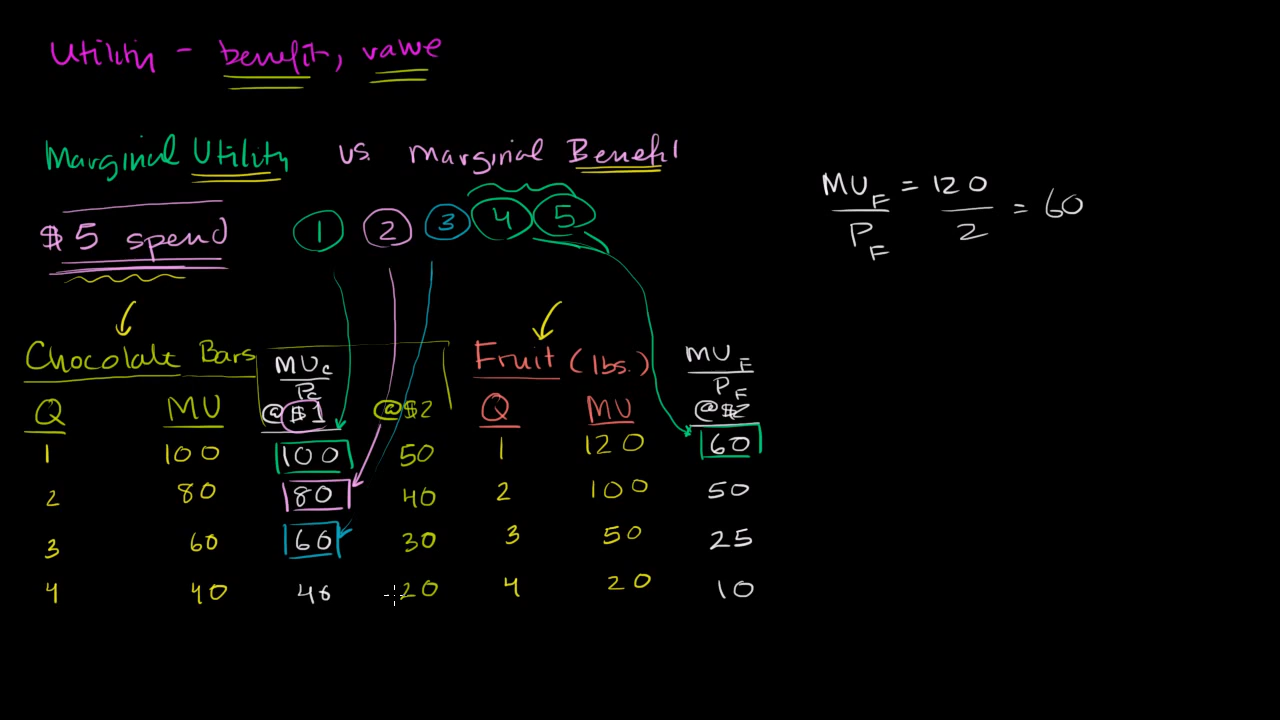 Utility - benefit, value
Marginal Utility vs. Marginal Benefit
$5 spend 1 2 3 4 5
MU_F / P_F = 120 / 2 = 60
Chocolate Bars MU_C / P_C @ $1 @ $2 Fruit (lbs.) MU_F / P_F @ $2
Q MU Q MU
1 100 100 50 1 120 60
2 80 80 40 2 100 50
3 60 60 30 3 50 25
4 40 40 20 4 20 10